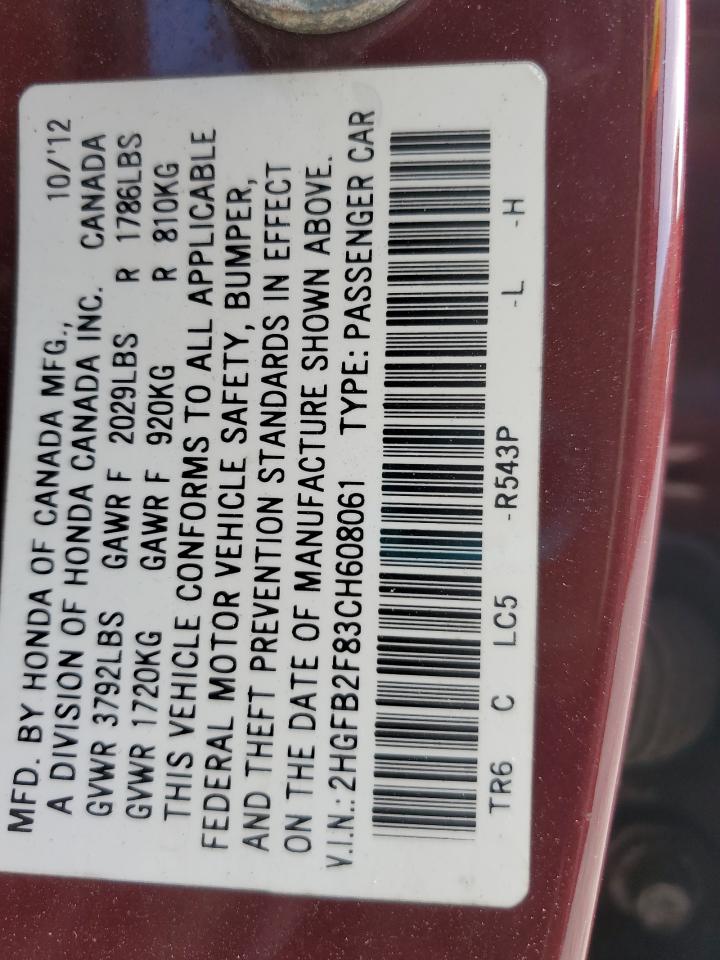 MFD. BY HONDA OF CANADA MFG., 10/'12
A DIVISION OF HONDA CANADA INC. CANADA
GVWR 3792LBS GAWR F 2029LBS R 1786LBS
GVWR 1720KG GAWR F 920KG R 810KG
THIS VEHICLE CONFORMS TO ALL APPLICABLE
FEDERAL MOTOR VEHICLE SAFETY, BUMPER,
AND THEFT PREVENTION STANDARDS IN EFFECT
ON THE DATE OF MANUFACTURE SHOWN ABOVE.
V.I.N.: 2HGFB2F83CH608061 TYPE: PASSENGER CAR
TR6 C LC5 -R543P -L -H